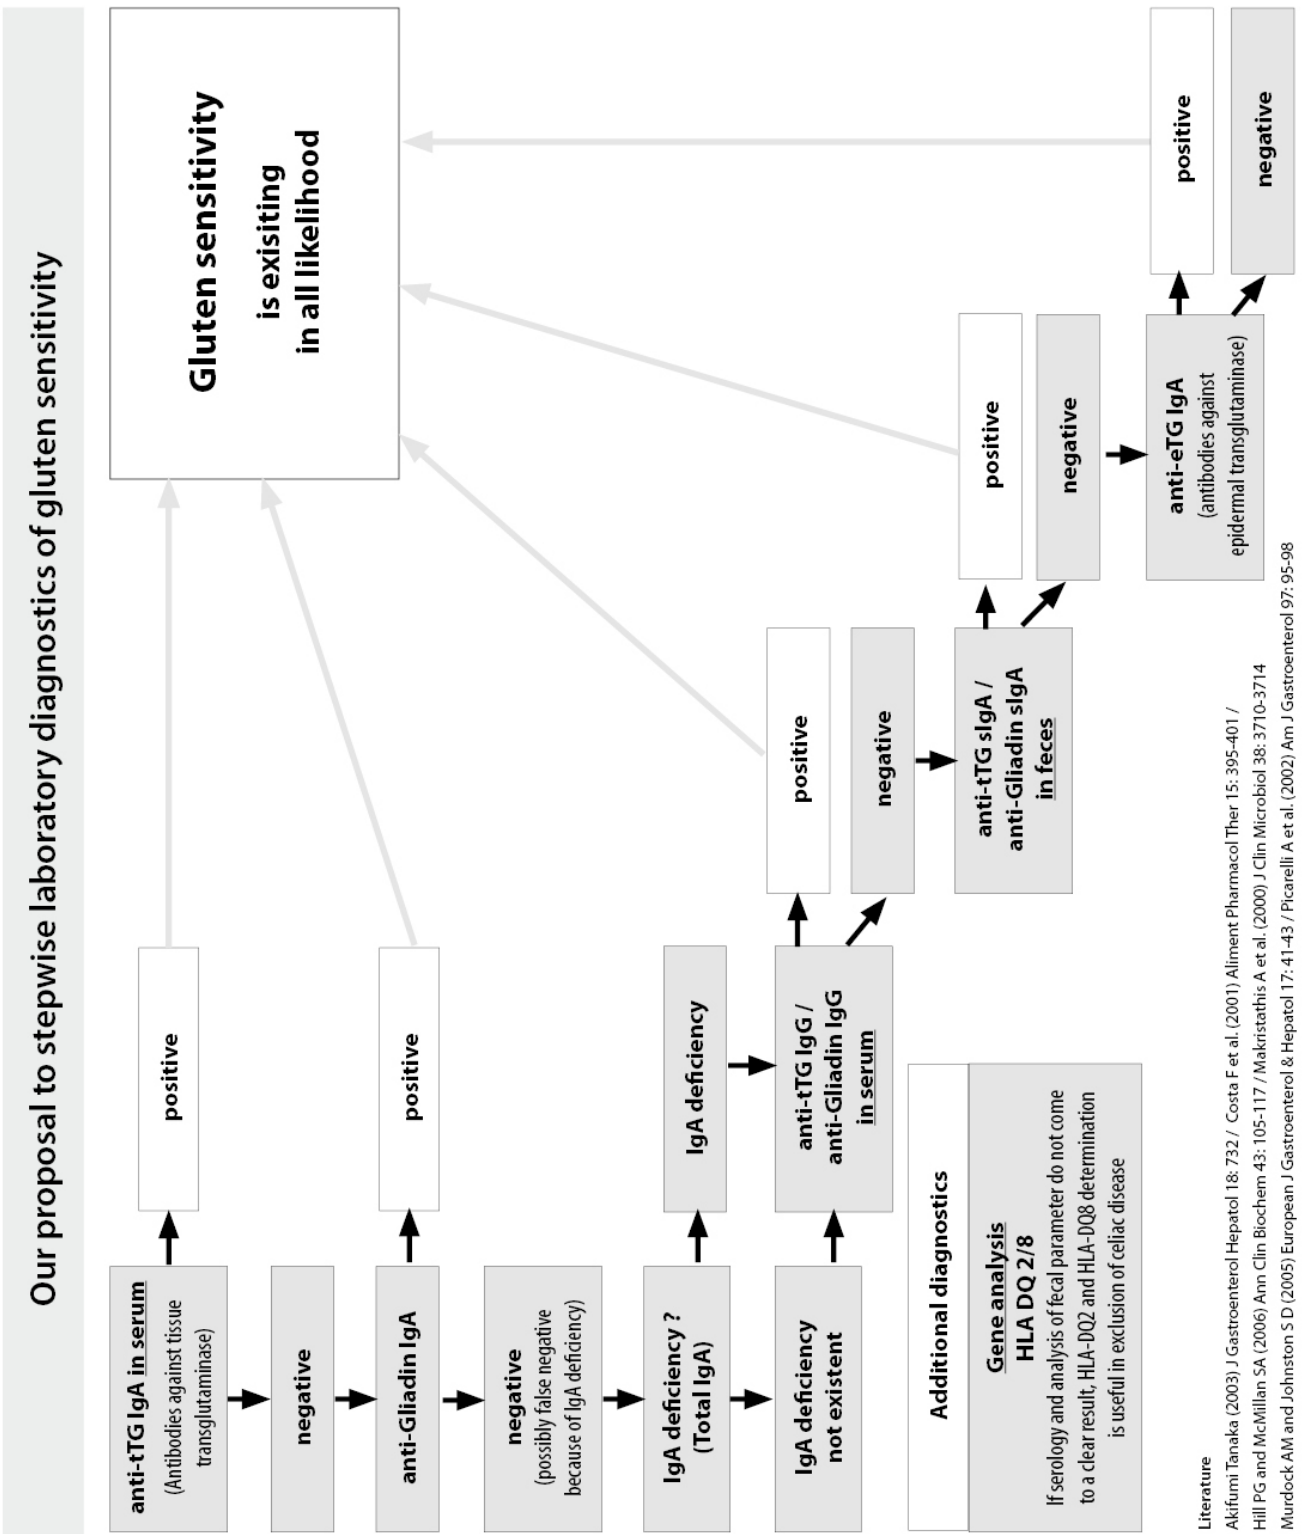 Our proposal to stepwise laboratory diagnostics of gluten sensitivity
anti-tTG IgA in serum
(Antibodies against tissue
transglutaminase)
positive
Gluten sensitivity
is exisiting
in all likelihood
negative
anti-Gliadin IgA
positive
negative
(possibly false negative
because of IgA deficiency)
IgA deficiency ?
(Total IgA)
IgA deficiency
IgA deficiency
not existent
anti-tTG IgG /
anti-Gliadin IgG
in serum
positive
negative
anti-tTG sIgA /
anti-Gliadin sIgA
in feces
positive
negative
anti-eTG IgA
(antibodies against
epidermal transglutaminase)
positive
negative
Additional diagnostics
Gene analysis
HLA DQ 2/8
If serology and analysis of fecal parameter do not come
to a clear result, HLA-DQ2 and HLA-DQ8 determination
is useful in exclusion of celiac disease
Literature
Akifumi Tanaka (2003) J Gastroenterol Hepatol 18: 732 / Costa F et al. (2001) Aliment Pharmacol Ther 15: 395-401 /
Hill PG and McMillan SA (2006) Ann Clin Biochem 43: 105-117 / Makristathis A et al. (2000) J Clin Microbiol 38: 3710-3714
Murdock AM and Johnston S D (2005) European J Gastroenterol & Hepatol 17: 41-43 / Picarelli A et al. (2002) Am J Gastroenterol 97: 95-98